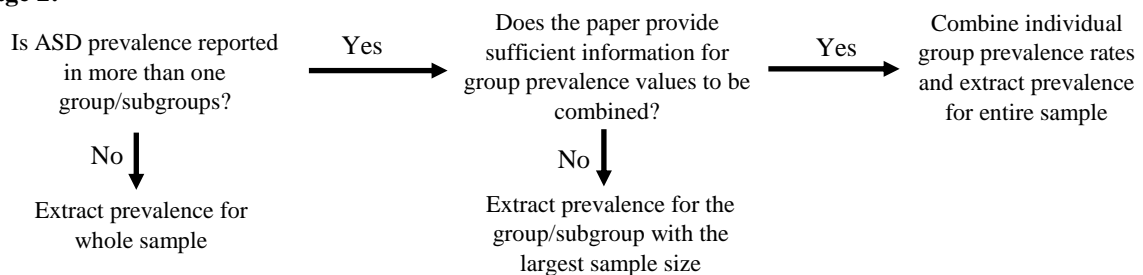 Is ASD prevalence reported
in more than one
group/subgroups?
Yes
Does the paper provide
sufficient information for
group prevalence values to be
combined?
Yes
Combine individual
group prevalence rates
and extract prevalence
for entire sample
No
Extract prevalence for
whole sample
No
Extract prevalence for the
group/subgroup with the
largest sample size